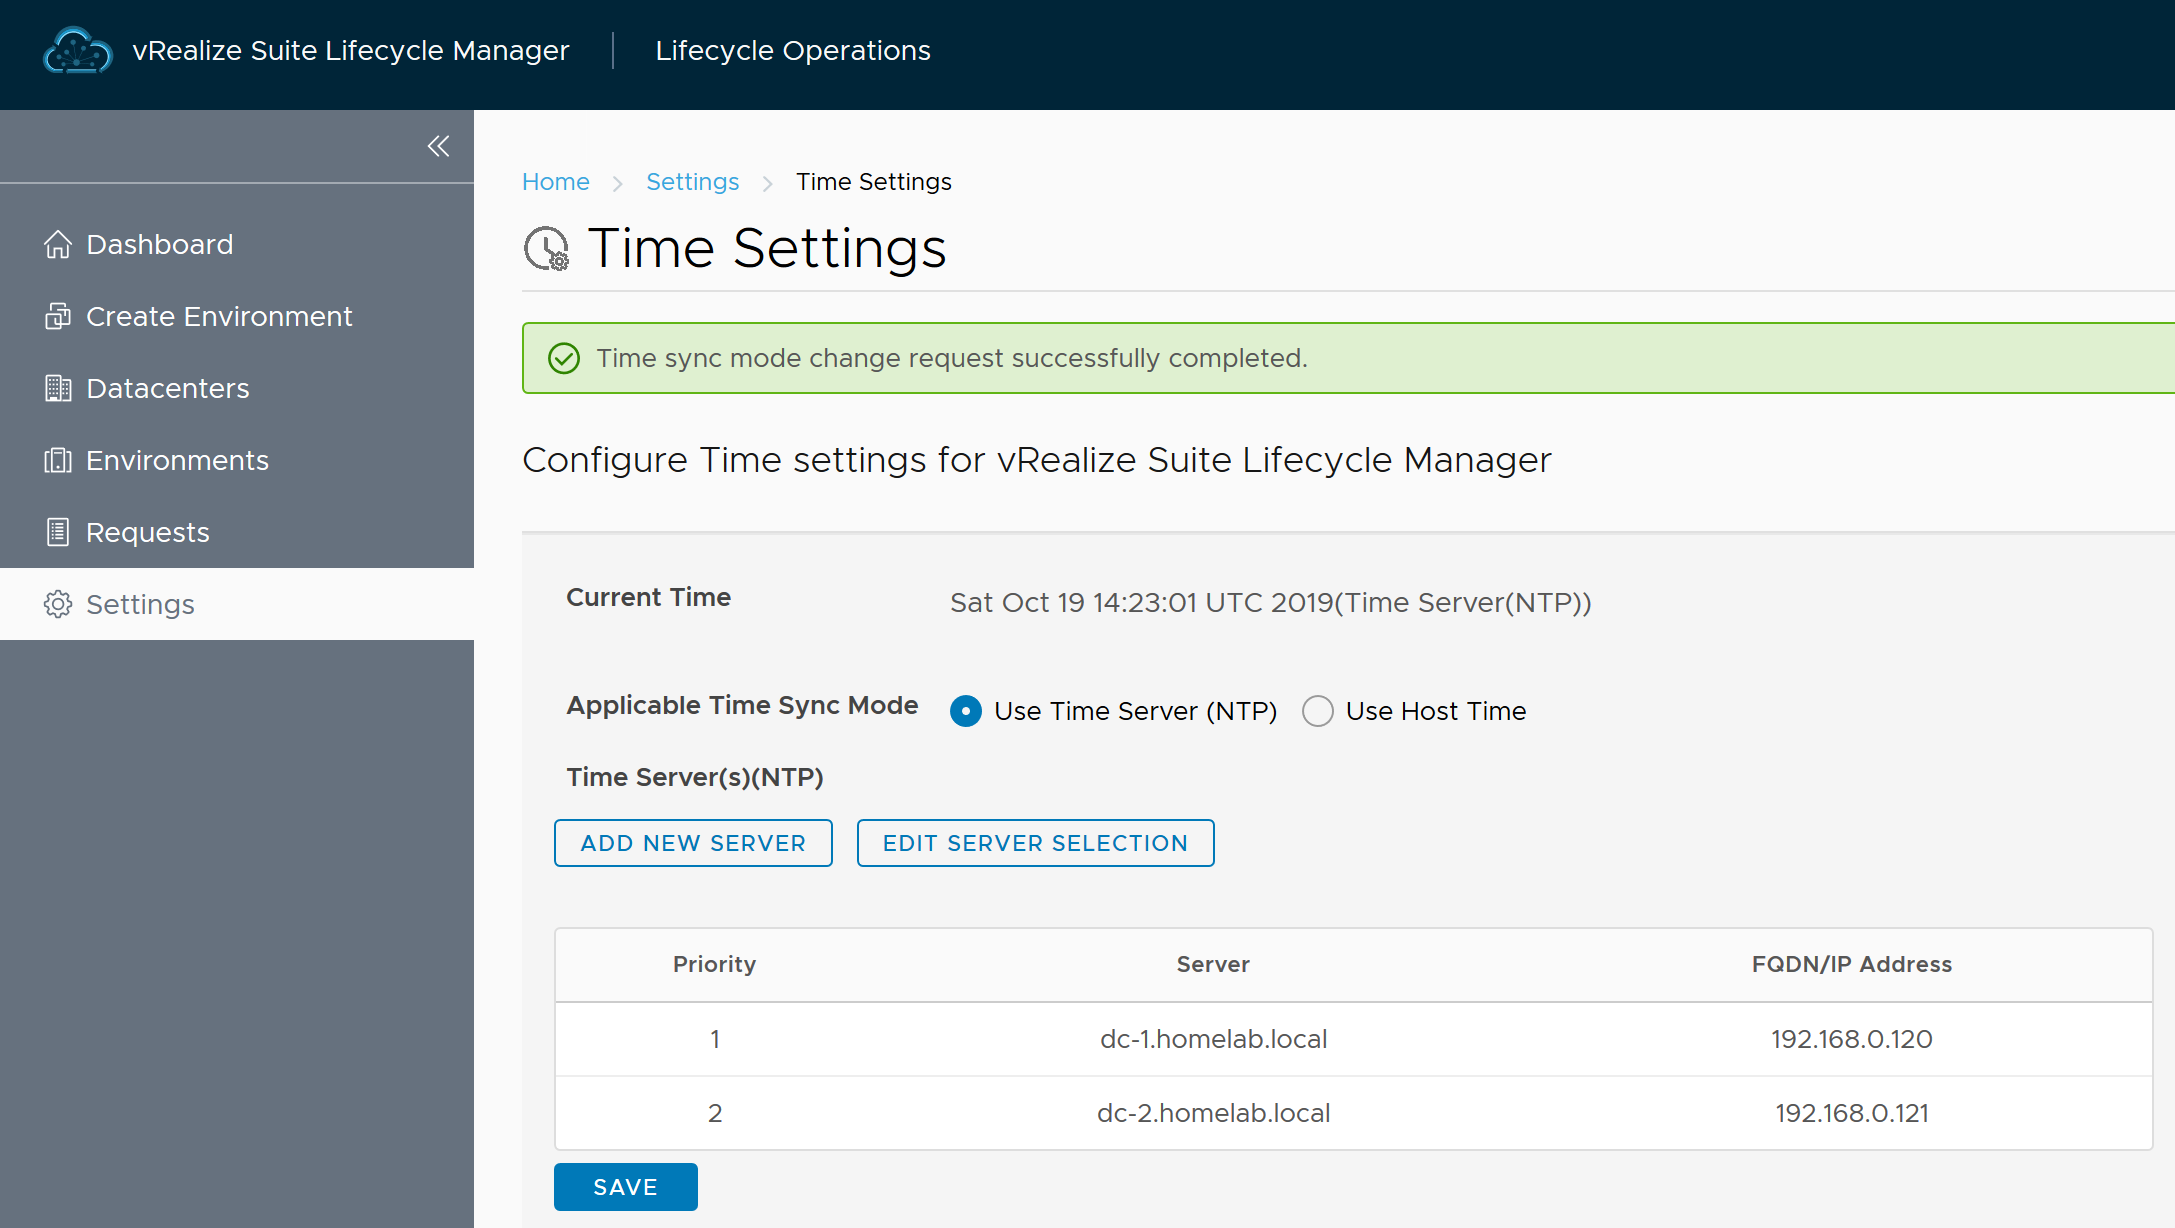 vRealize Suite Lifecycle Manager
Lifecycle Operations
Dashboard
Create Environment
Datacenters
Environments
Requests
Settings
Home
Settings
Time Settings
Time Settings
Time sync mode change request successfully completed.
Configure Time settings for vRealize Suite Lifecycle Manager
Current Time
Sat Oct 19 14:23:01 UTC 2019(Time Server(NTP))
Applicable Time Sync Mode
Use Time Server (NTP)
Use Host Time
Time Server(s)(NTP)
ADD NEW SERVER
EDIT SERVER SELECTION
Priority Server FQDN/IP Address
1 dc-1.homelab.local 192.168.0.120
2 dc-2.homelab.local 192.168.0.121
SAVE